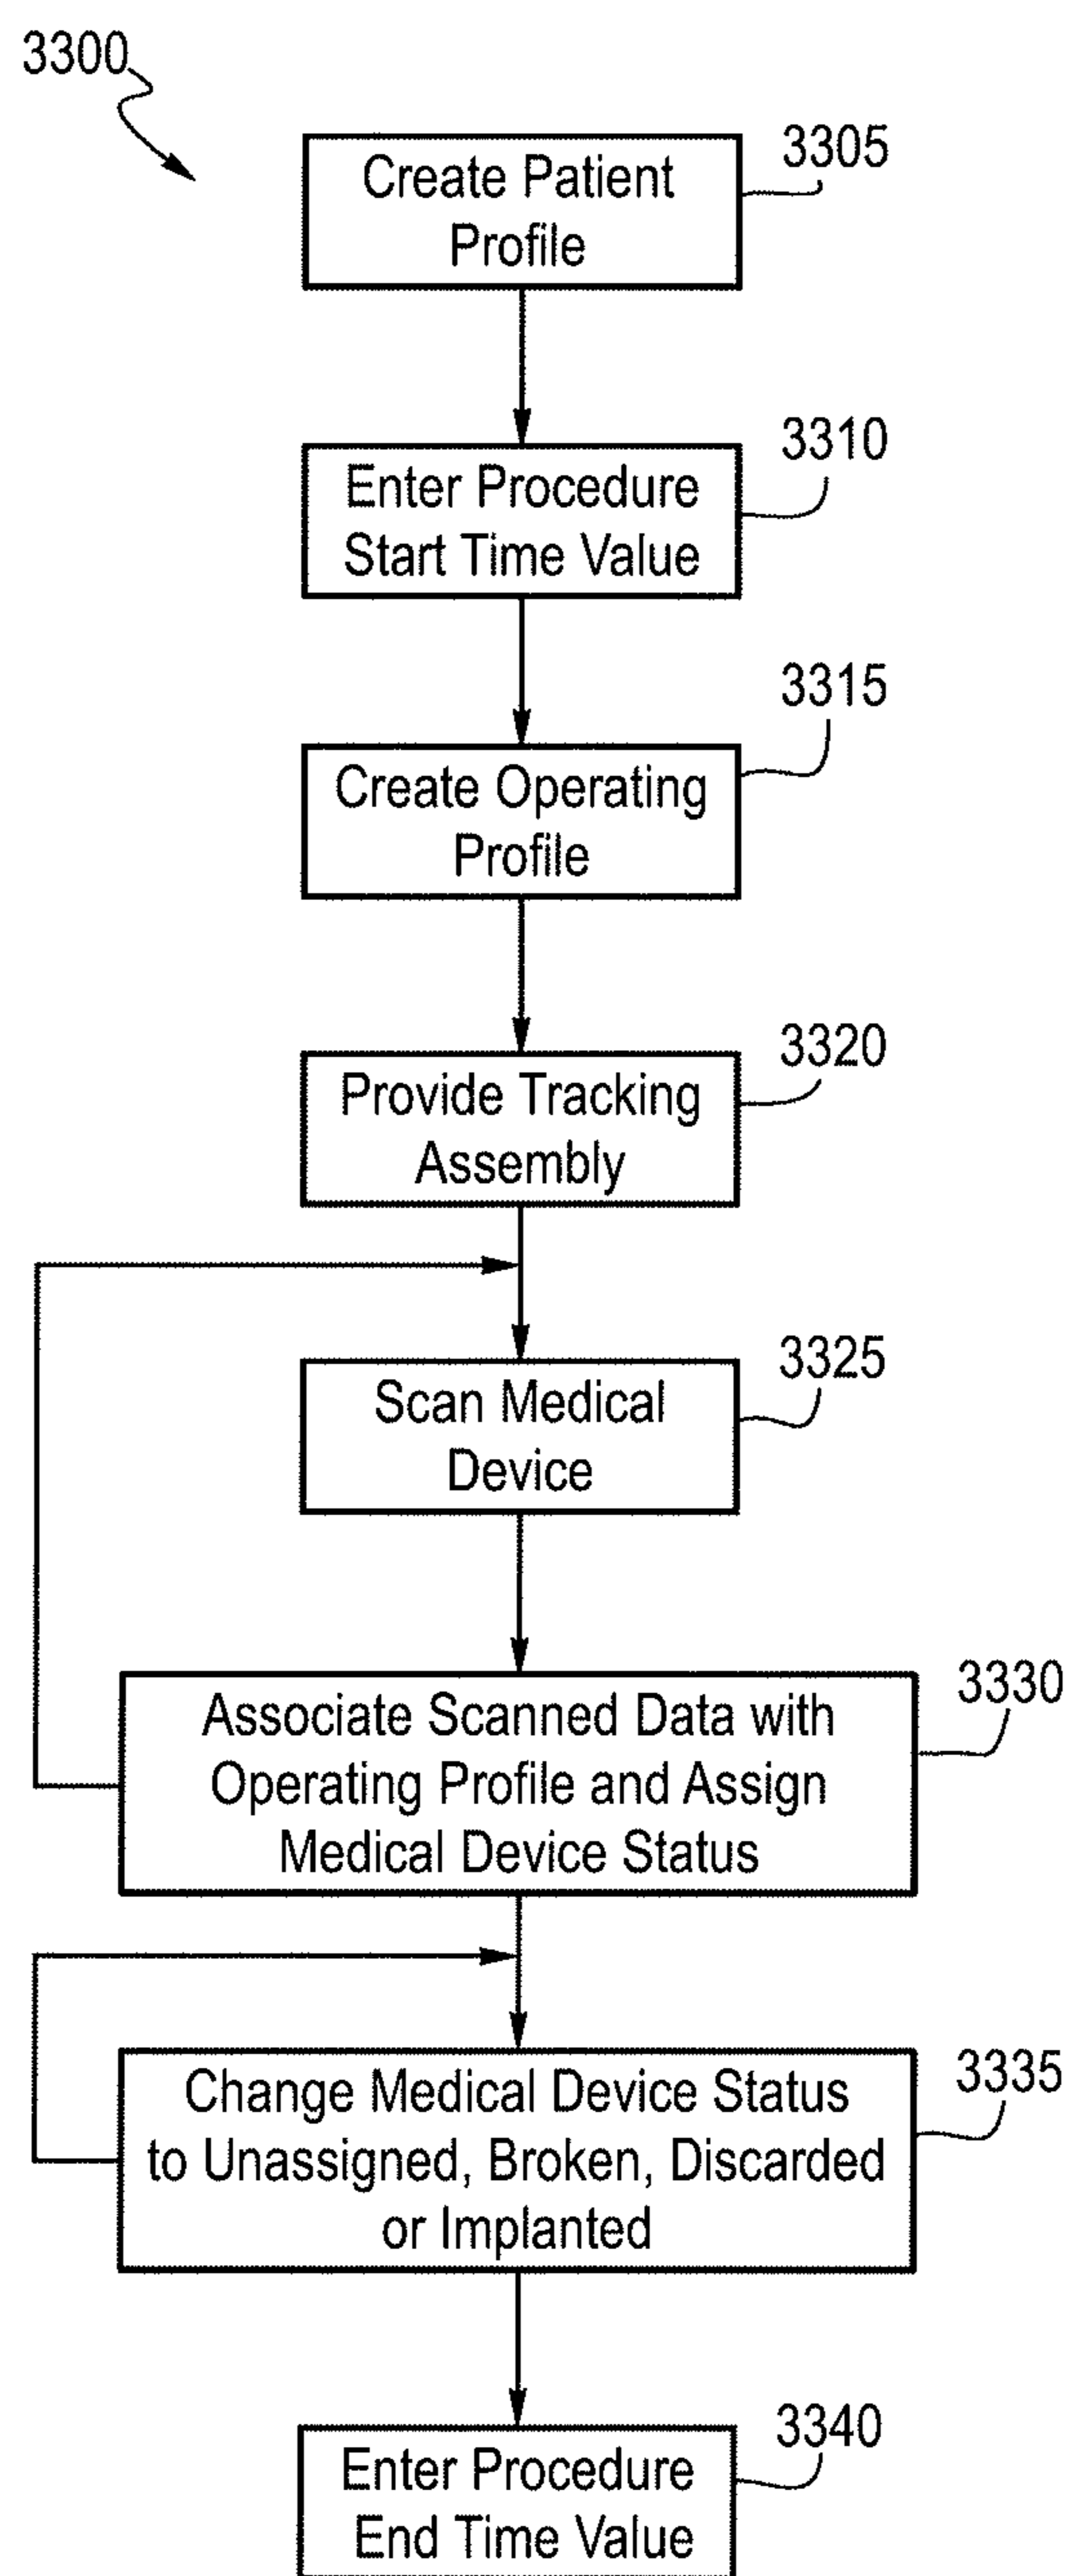 3300
3305
Create Patient
Profile
3310
Enter Procedure
Start Time Value
3315
Create Operating
Profile
3320
Provide Tracking
Assembly
3325
Scan Medical
Device
3330
Associate Scanned Data with
Operating Profile and Assign
Medical Device Status
3335
Change Medical Device Status
to Unassigned, Broken, Discarded
or Implanted
3340
Enter Procedure
End Time Value